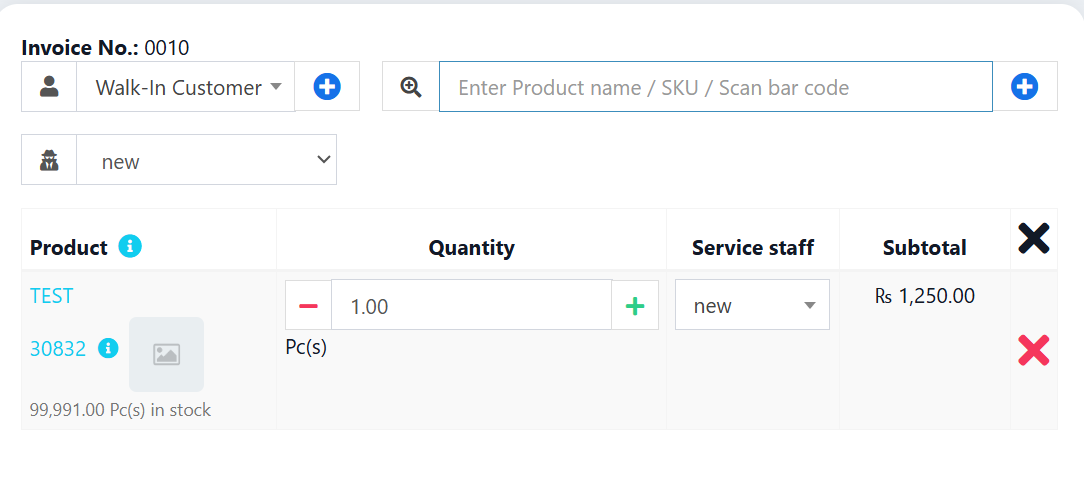 Invoice No.: 0010
Walk-In Customer
Enter Product name / SKU / Scan bar code
new
Product Quantity Service staff Subtotal
TEST 1.00 new ₨ 1,250.00
30832 Pc(s)
99,991.00 Pc(s) in stock